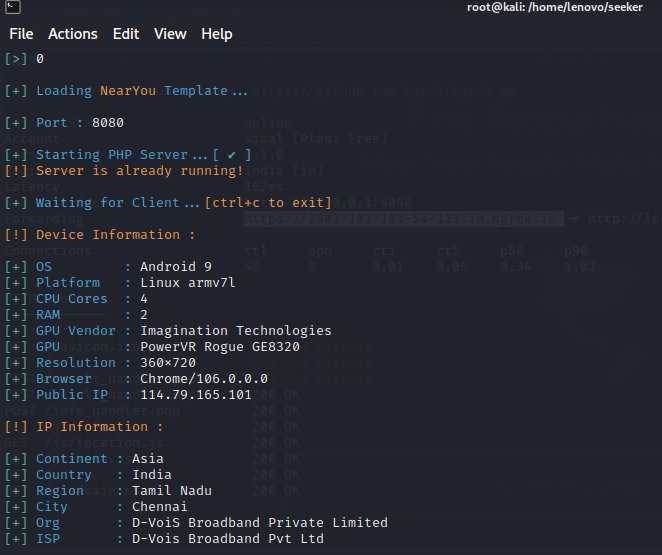 root@kali: /home/lenovo/seeker
File Actions Edit View Help
[>] 0
[+] Loading NearYou Template...
[+] Port : 8080
[+] Starting PHP Server...[ ✔ ]
[!] Server is already running!
[+] Waiting for Client...[ctrl+c to exit]
[!] Device Information :
[+] OS : Android 9
[+] Platform : Linux armv7l
[+] CPU Cores : 4
[+] RAM : 2
[+] GPU Vendor : Imagination Technologies
[+] GPU : PowerVR Rogue GE8320
[+] Resolution : 360×720
[+] Browser : Chrome/106.0.0.0
[+] Public IP : 114.79.165.101
[!] IP Information :
[+] Continent : Asia
[+] Country : India
[+] Region : Tamil Nadu
[+] City : Chennai
[+] Org : D-VoiS Broadband Private Limited
[+] ISP : D-Vois Broadband Pvt Ltd